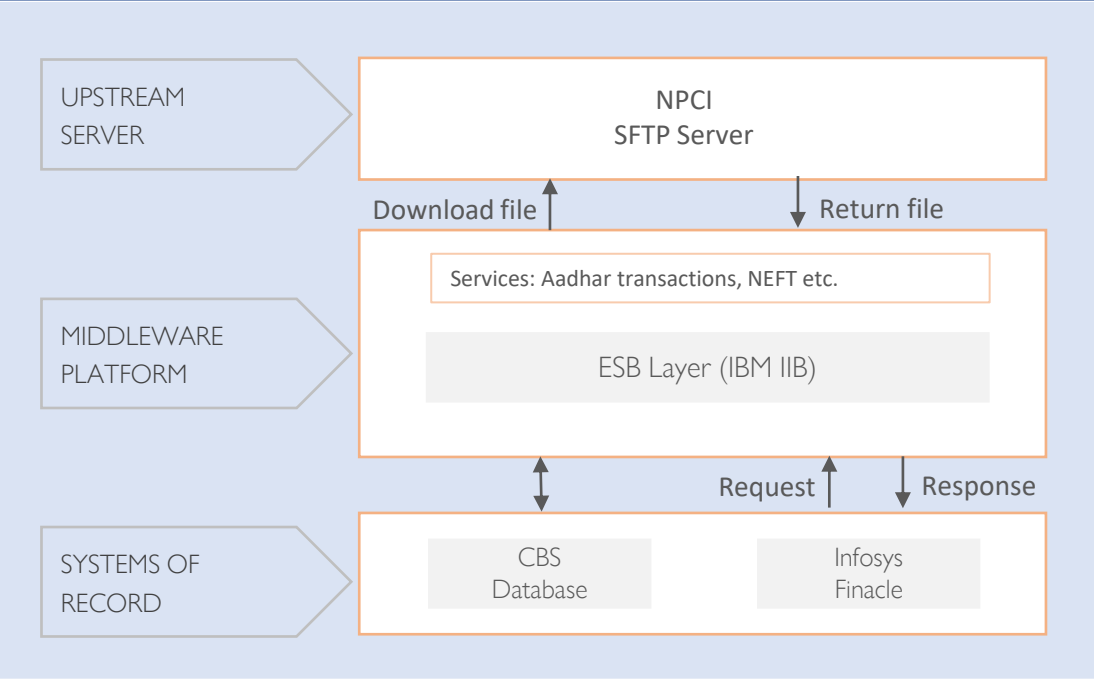 UPSTREAM
SERVER
NPCI
SFTP Server
Download file
Return file
MIDDLEWARE
PLATFORM
Services: Aadhar transactions, NEFT etc.
ESB Layer (IBM IIB)
Request
Response
SYSTEMS OF
RECORD
CBS
Database
Infosys
Finacle